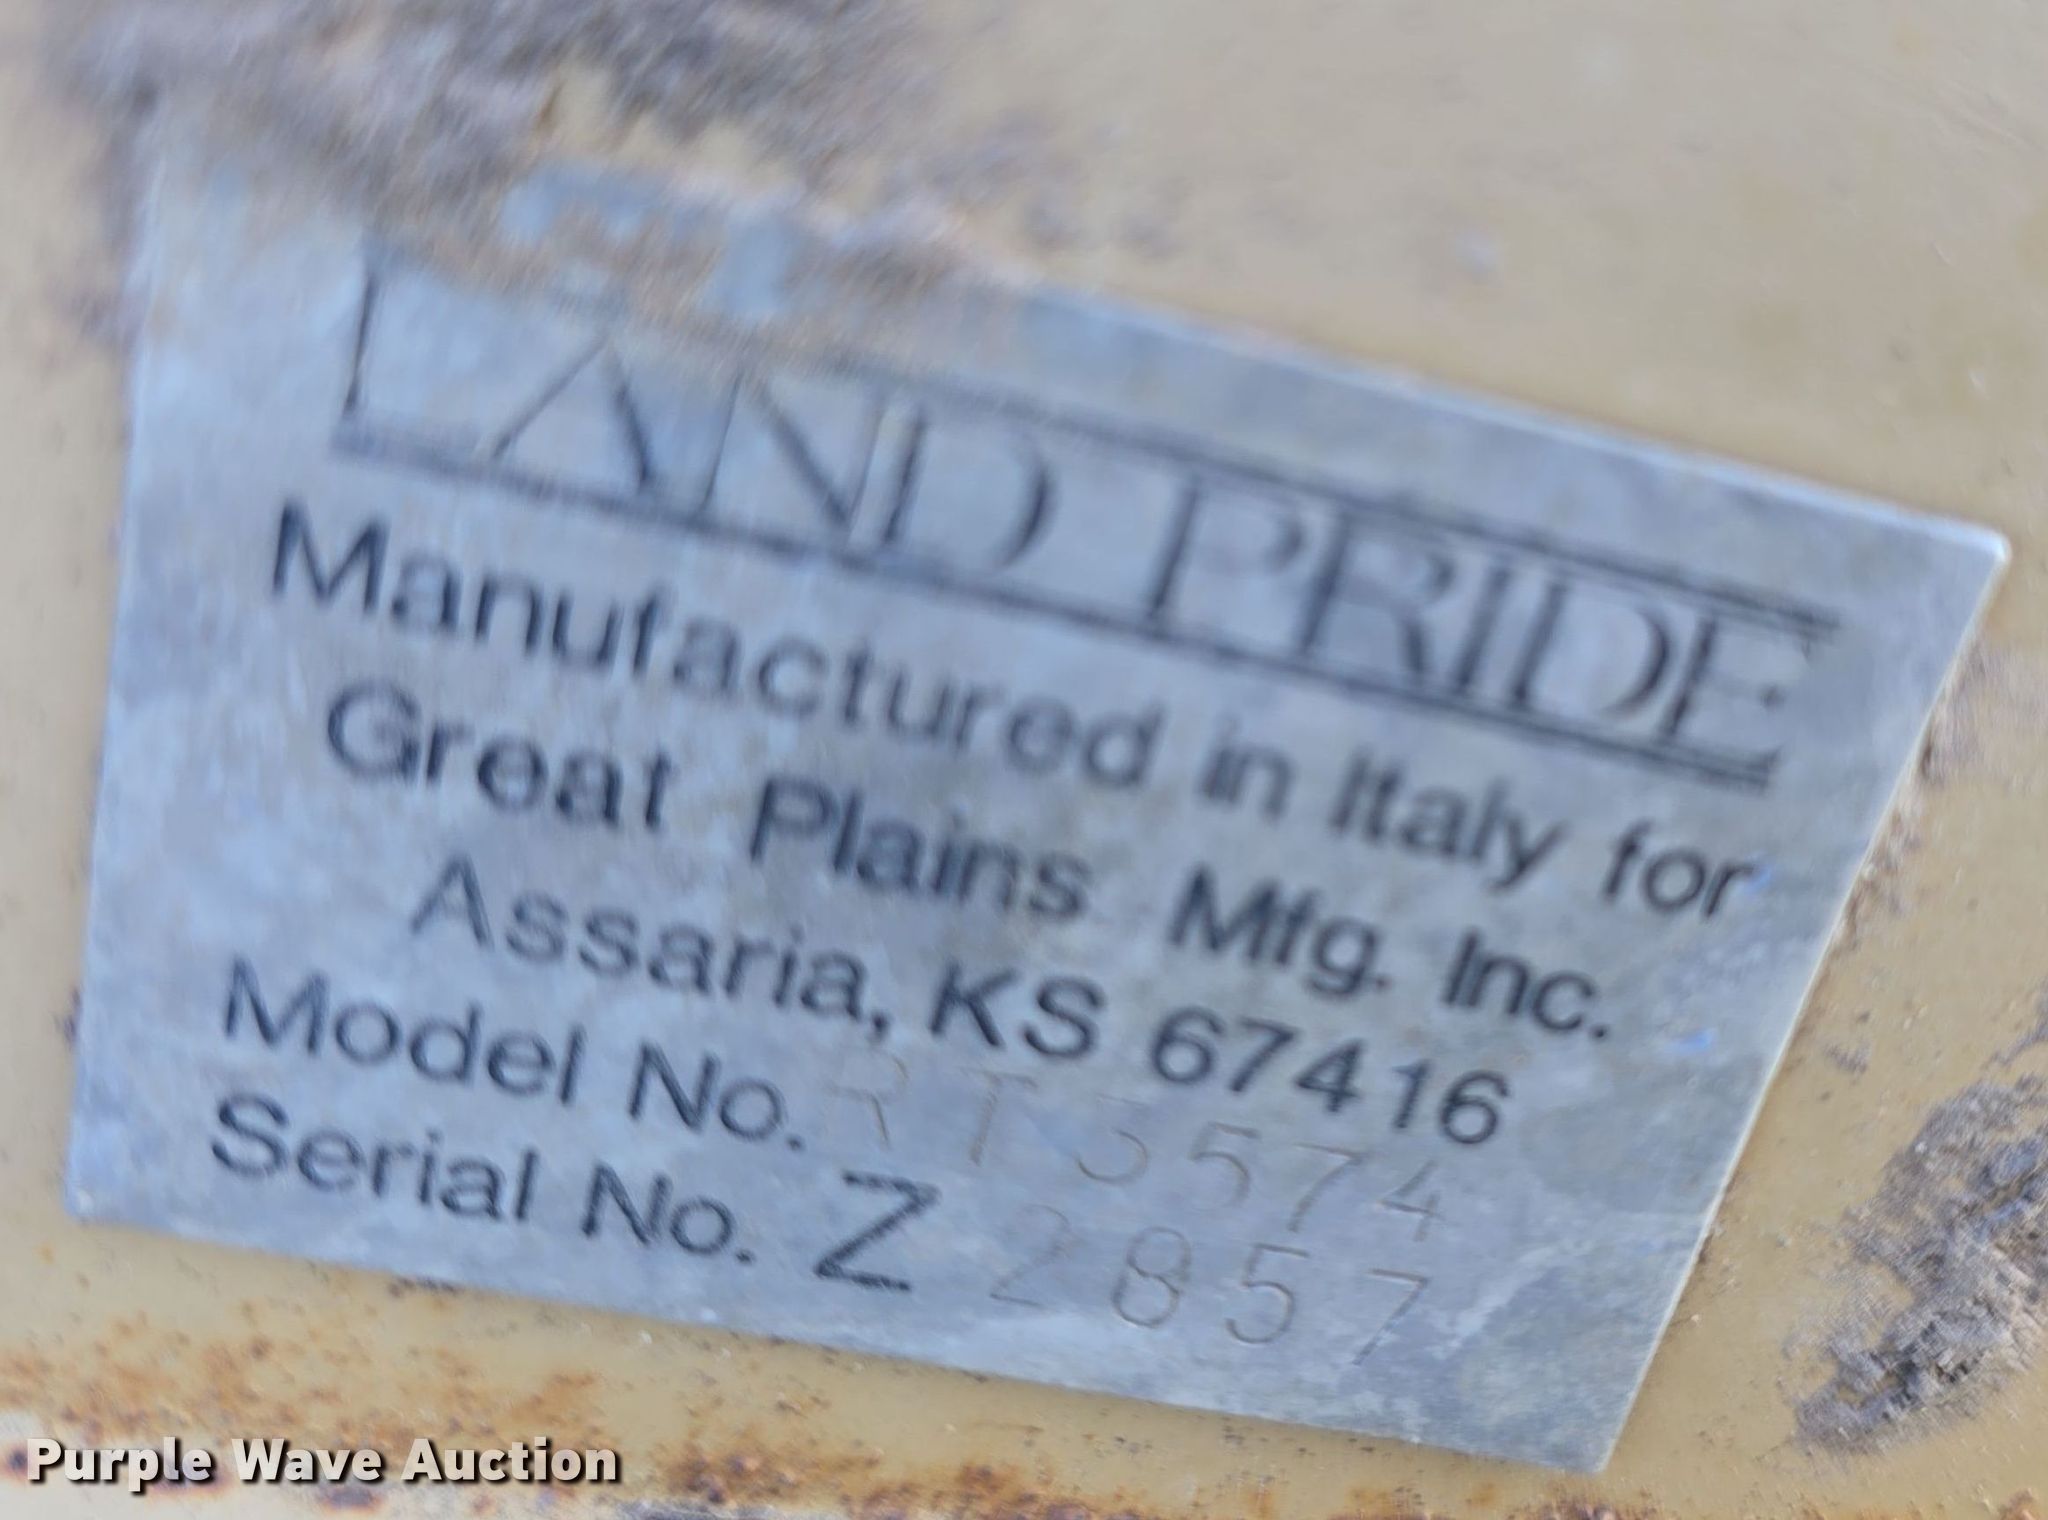 LAND PRIDE
Manufactured in Italy for
Great Plains Mfg. Inc.
Assaria, KS 67416
Model No. RT3574
Serial No. Z 2857
Purple Wave Auction